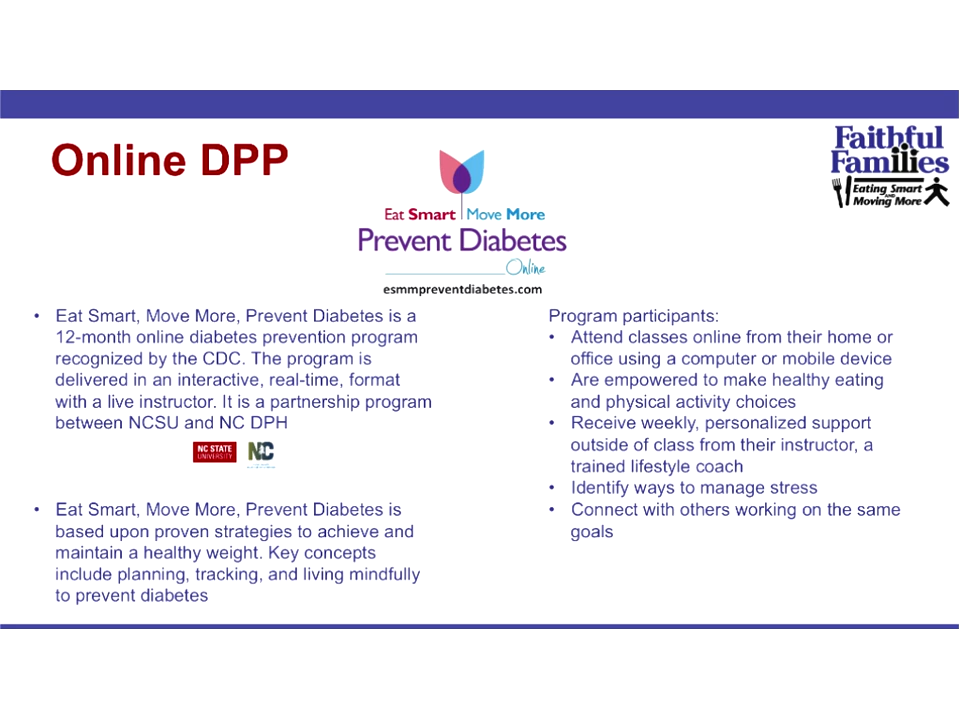 Online DPP
Faithful
Families
Eating Smart
AND
Moving More
Eat Smart Move More
Prevent Diabetes
Online
esmmpreventdiabetes.com
• Eat Smart, Move More, Prevent Diabetes is a
12-month online diabetes prevention program
recognized by the CDC. The program is
delivered in an interactive, real-time, format
with a live instructor. It is a partnership program
between NCSU and NC DPH
NC STATE
UNIVERSITY
NC
• Eat Smart, Move More, Prevent Diabetes is
based upon proven strategies to achieve and
maintain a healthy weight. Key concepts
include planning, tracking, and living mindfully
to prevent diabetes
Program participants:
• Attend classes online from their home or
office using a computer or mobile device
• Are empowered to make healthy eating
and physical activity choices
• Receive weekly, personalized support
outside of class from their instructor, a
trained lifestyle coach
• Identify ways to manage stress
• Connect with others working on the same
goals